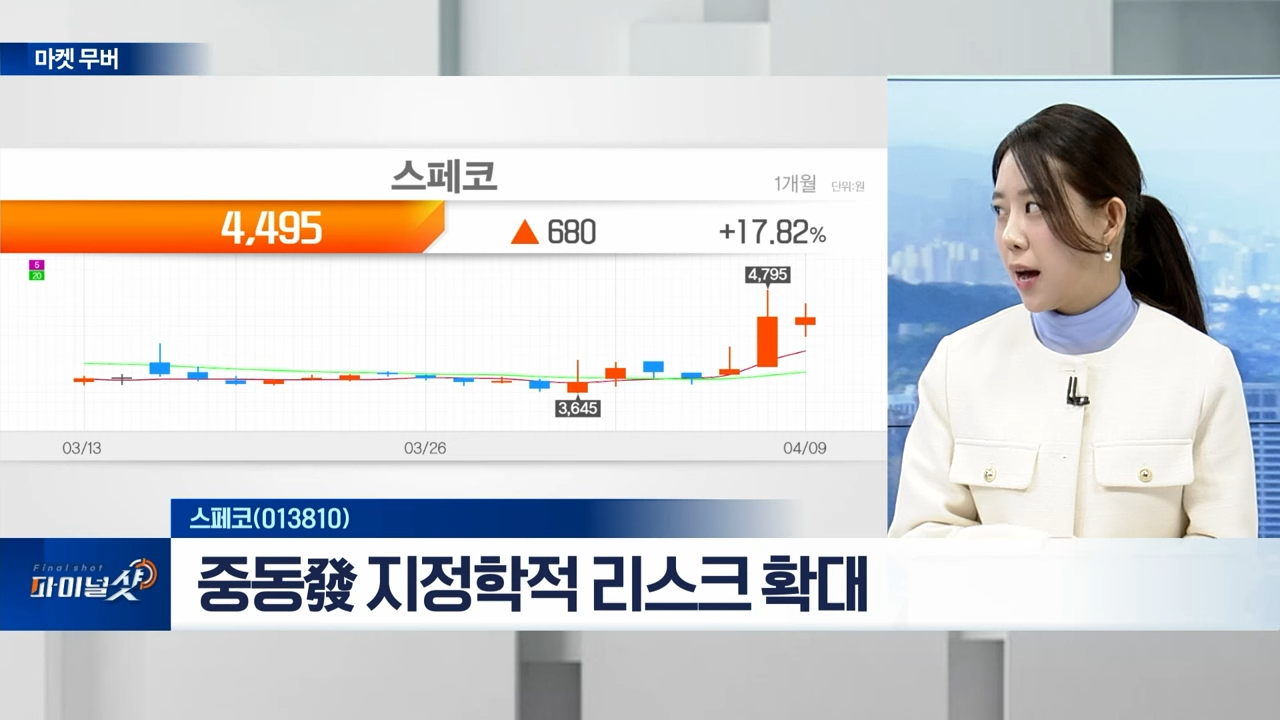 마켓 무버
스페코
1개월 단위:원
4,495 ▲ 680 +17.82%
5
20
4,795
3,645
03/13 03/26 04/09
스페코(013810)
Final shot
파이널샷
중동發 지정학적 리스크 확대